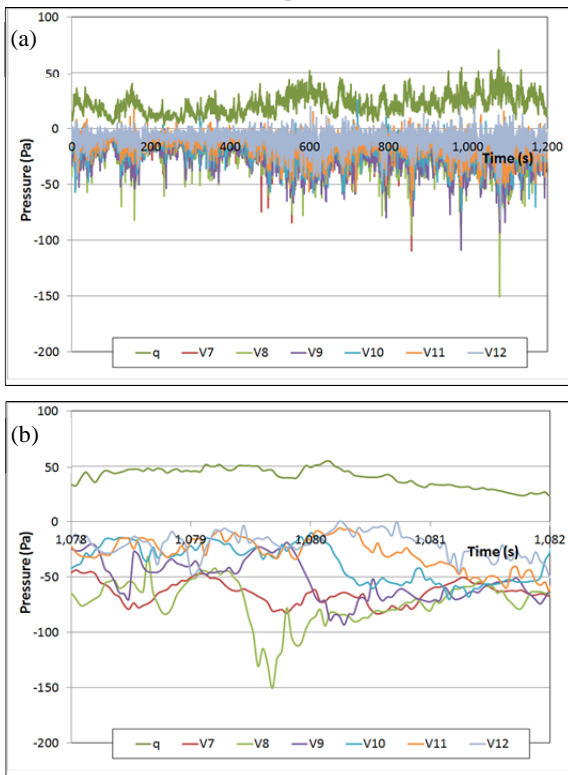 (a)
Pressure (Pa)
100
50
0
-50
-100
-150
-200
0 200 400 600 800 1,000 1,200
Time (s)
q V7 V8 V9 V10 V11 V12
(b)
Pressure (Pa)
100
50
0
-50
-100
-150
-200
1,078 1,079 1,080 1,081 1,082
Time (s)
q V7 V8 V9 V10 V11 V12